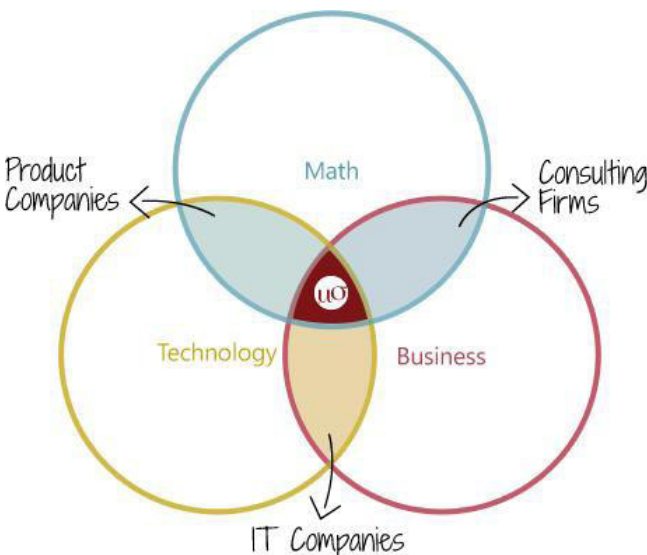 Math
Product
Companies
Consulting
Firms
uσ
Technology
Business
IT Companies